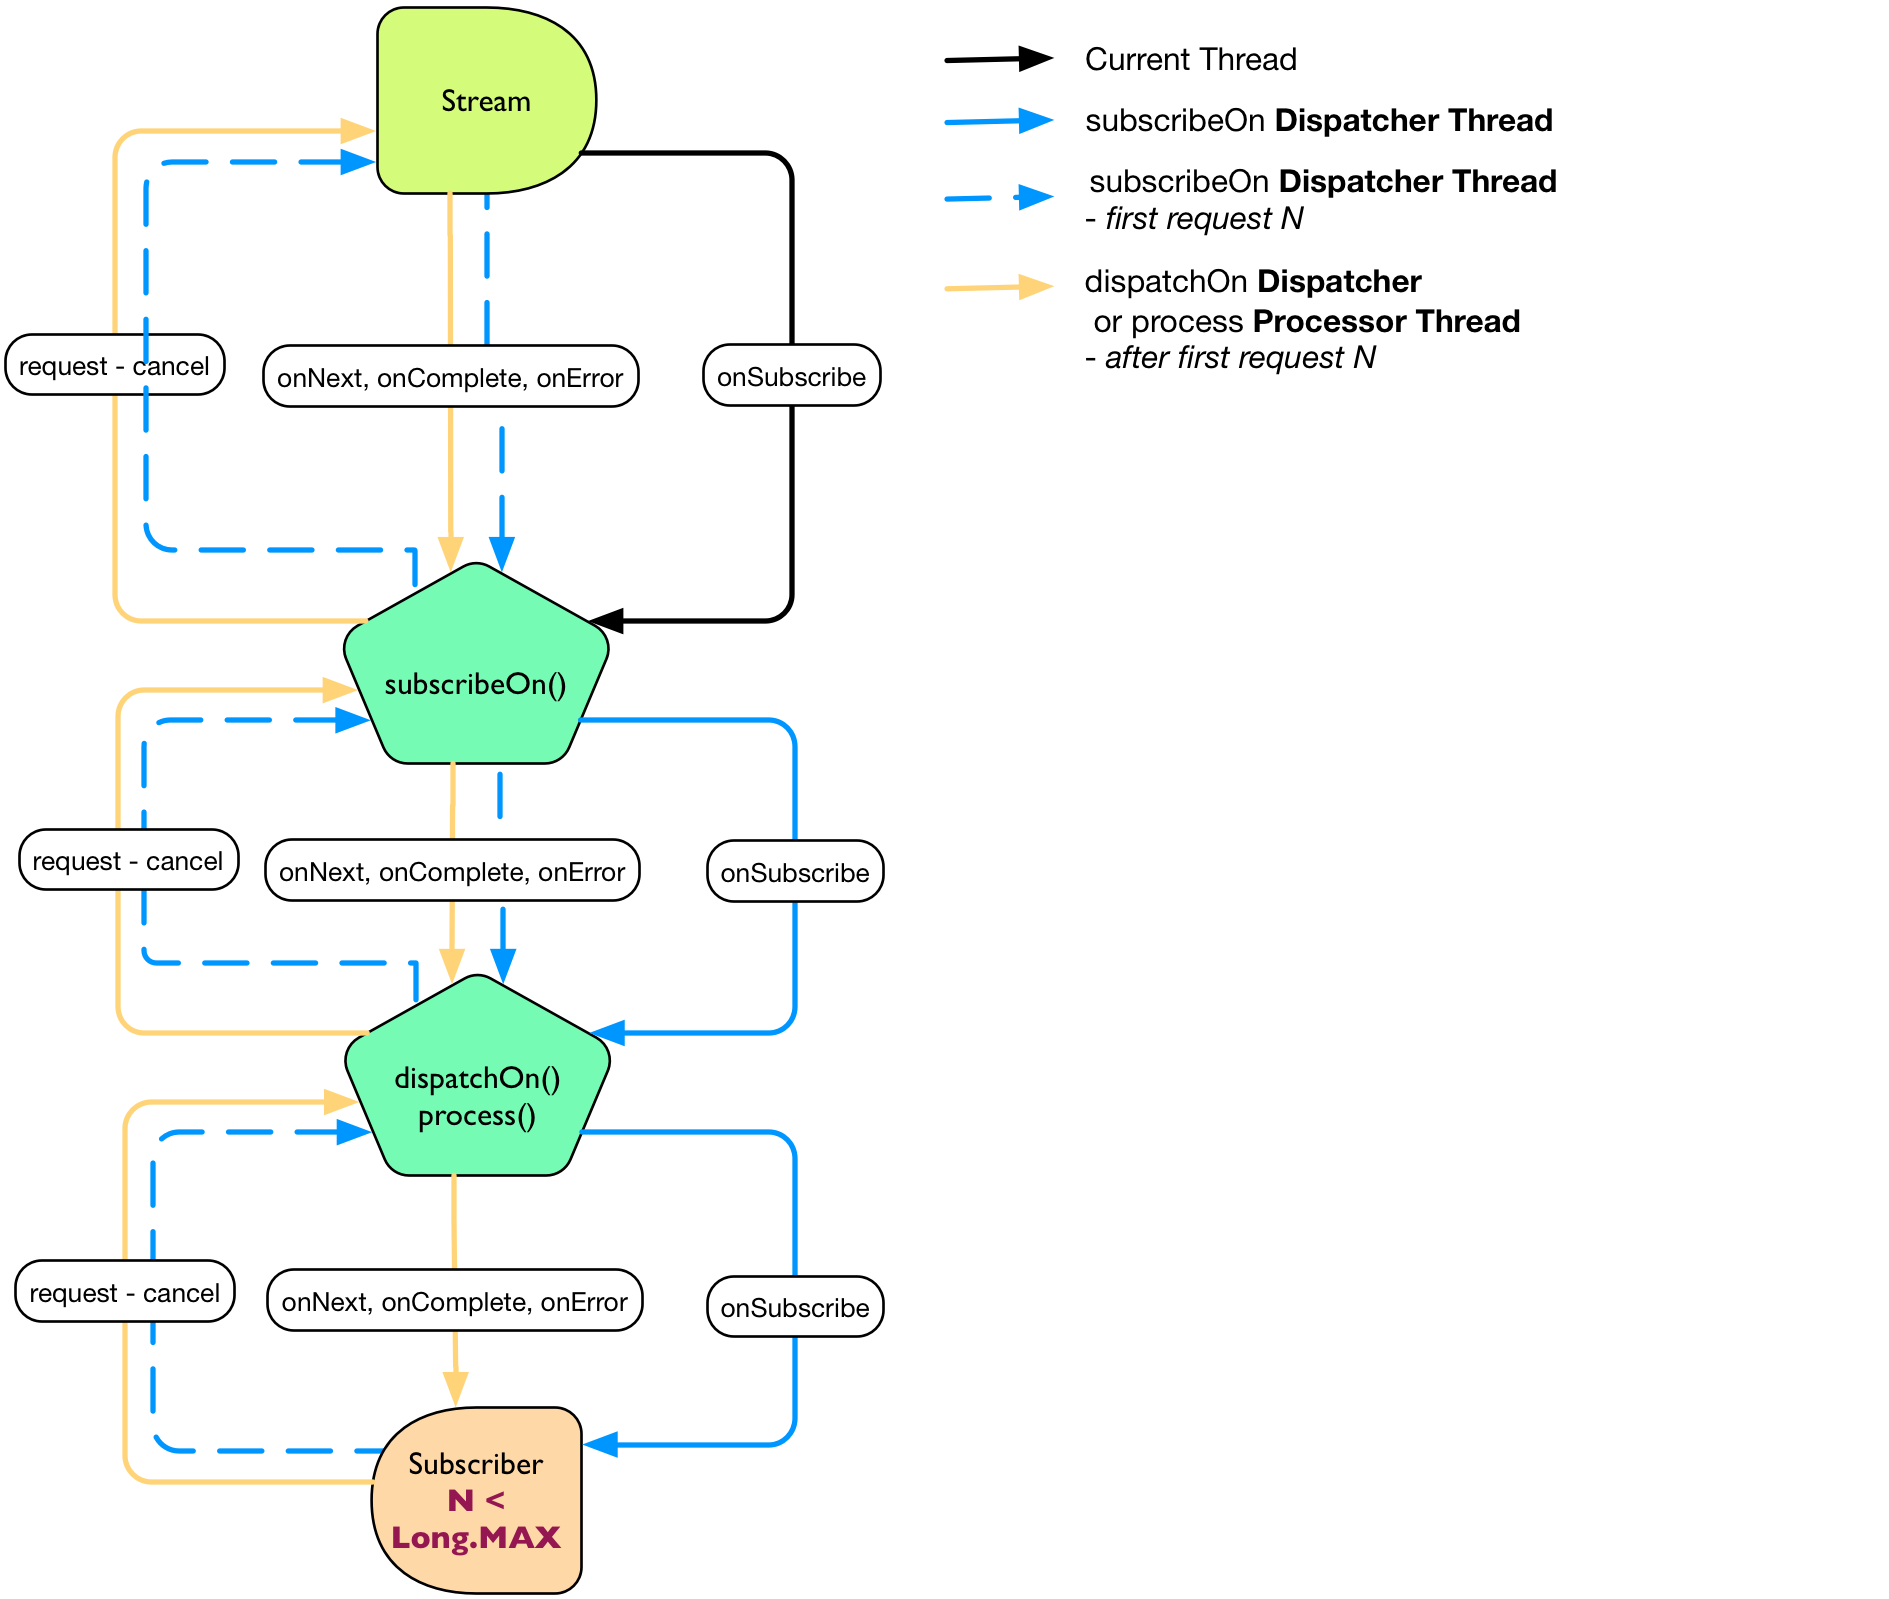 Stream
Current Thread
subscribeOn Dispatcher Thread
subscribeOn Dispatcher Thread
- first request N
dispatchOn Dispatcher
or process Processor Thread
- after first request N
request - cancel
onNext, onComplete, onError
onSubscribe
subscribeOn()
request - cancel
onNext, onComplete, onError
onSubscribe
dispatchOn()
process()
request - cancel
onNext, onComplete, onError
onSubscribe
Subscriber
N <
Long.MAX